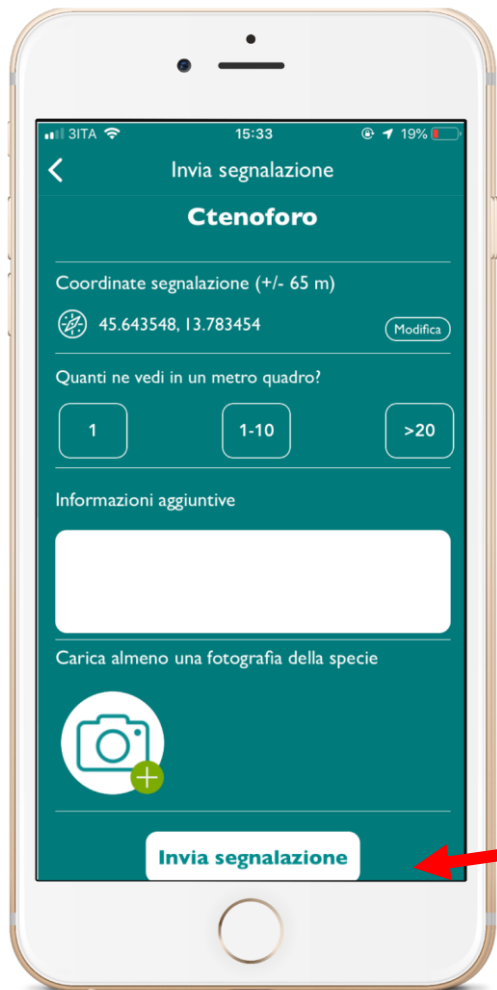 3ITA 15:33 19%
Invia segnalazione
Ctenoforo
Coordinate segnalazione (+/- 65 m)
45.643548, 13.783454 Modifica
Quanti ne vedi in un metro quadro?
1 1-10 >20
Informazioni aggiuntive
Carica almeno una fotografia della specie
Invia segnalazione